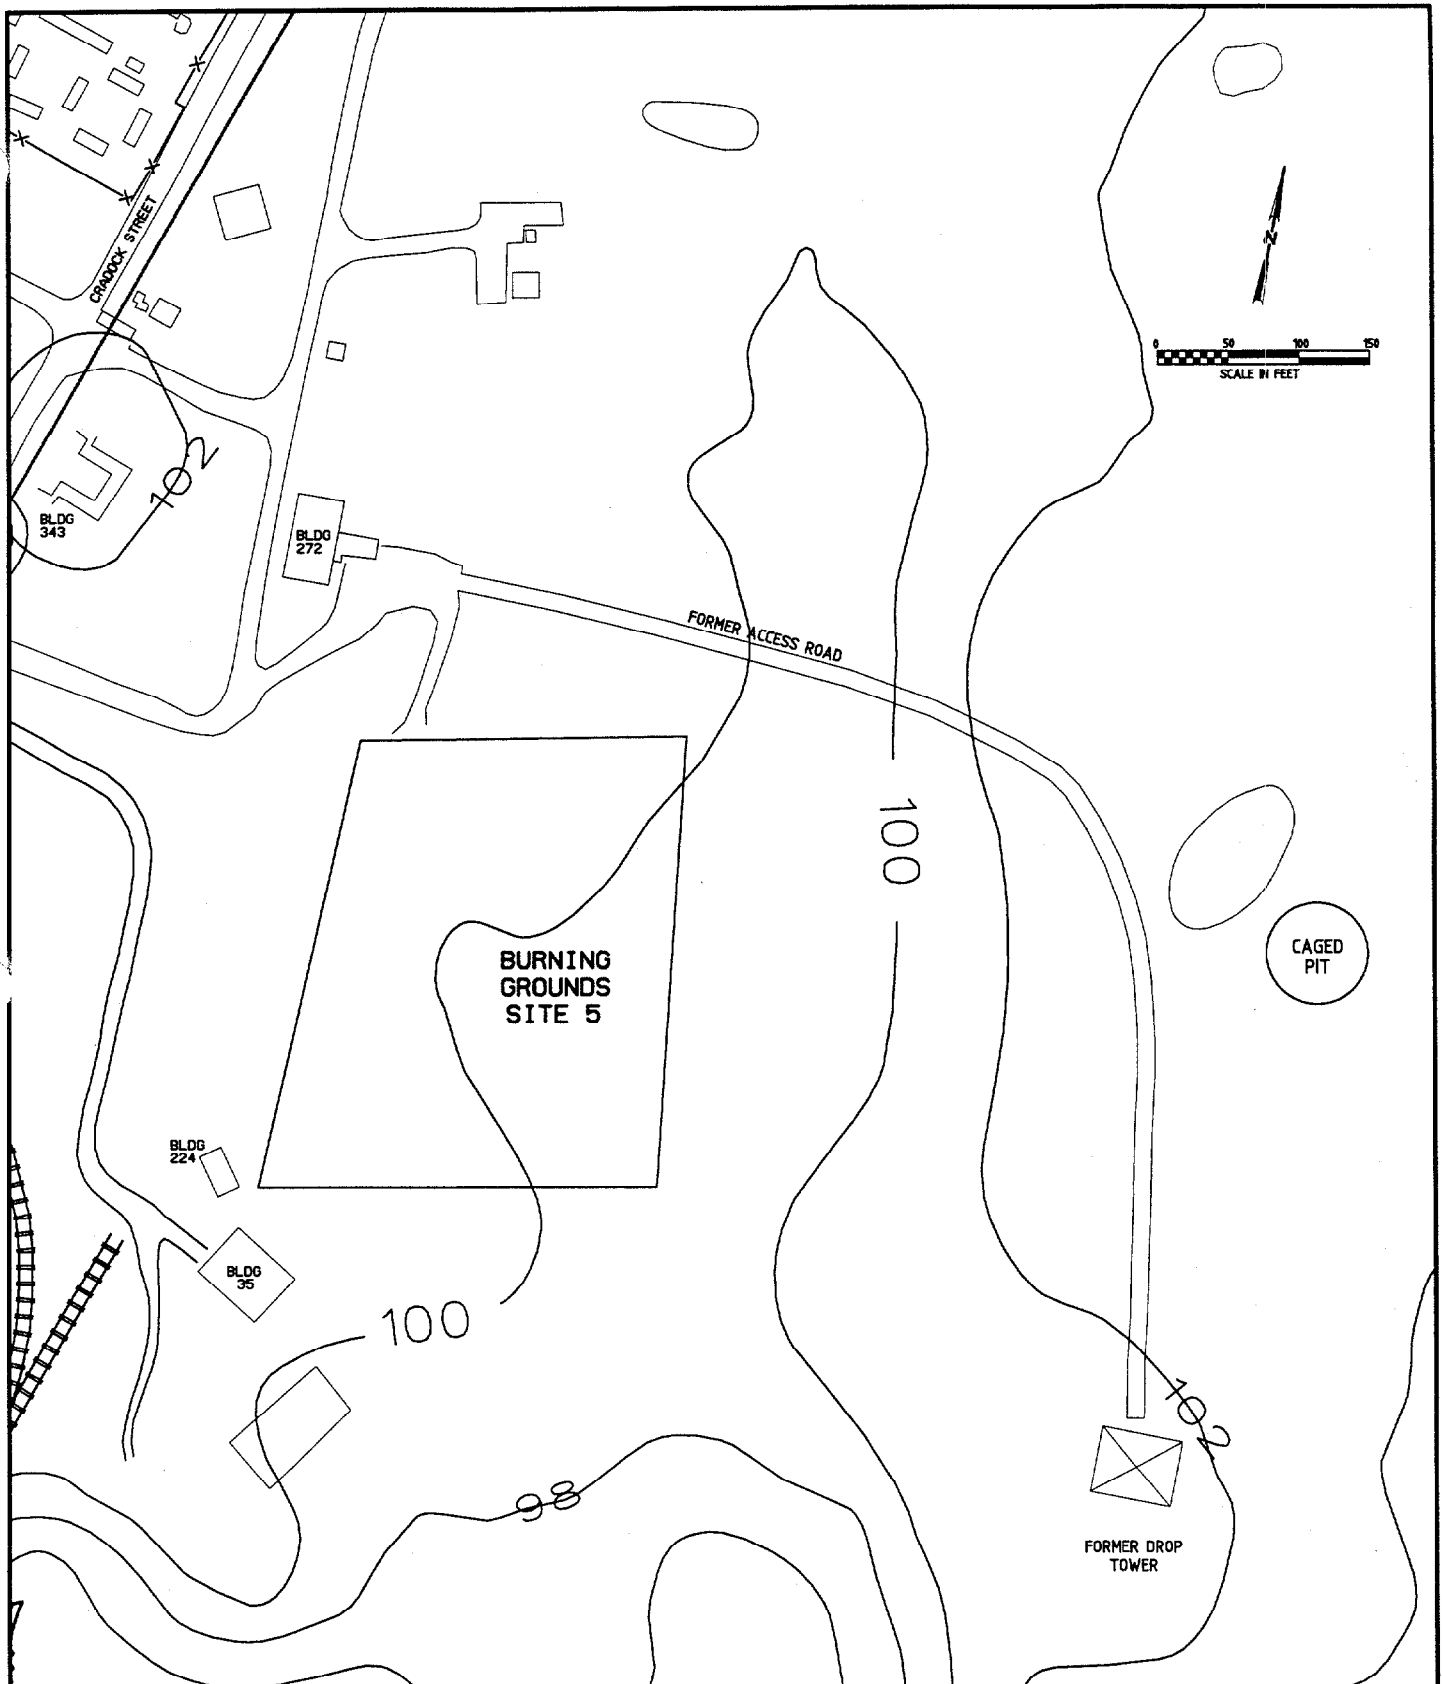 CRADOCK STREET
N
0 50 100 150
SCALE IN FEET
102
BLDG
343
BLDG
272
FORMER ACCESS ROAD
100
CAGED
PIT
BURNING
GROUNDS
SITE 5
BLDG
224
BLDG
35
100
102
98
FORMER DROP
TOWER